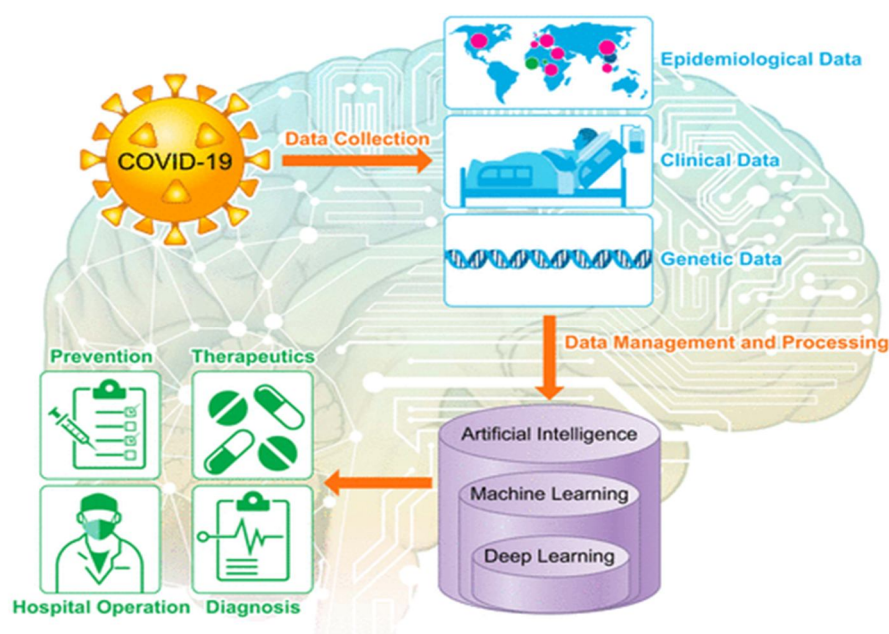 COVID-19
Data Collection
Epidemiological Data
Clinical Data
Genetic Data
Data Management and Processing
Artificial Intelligence
Machine Learning
Deep Learning
Prevention
Therapeutics
Hospital Operation
Diagnosis